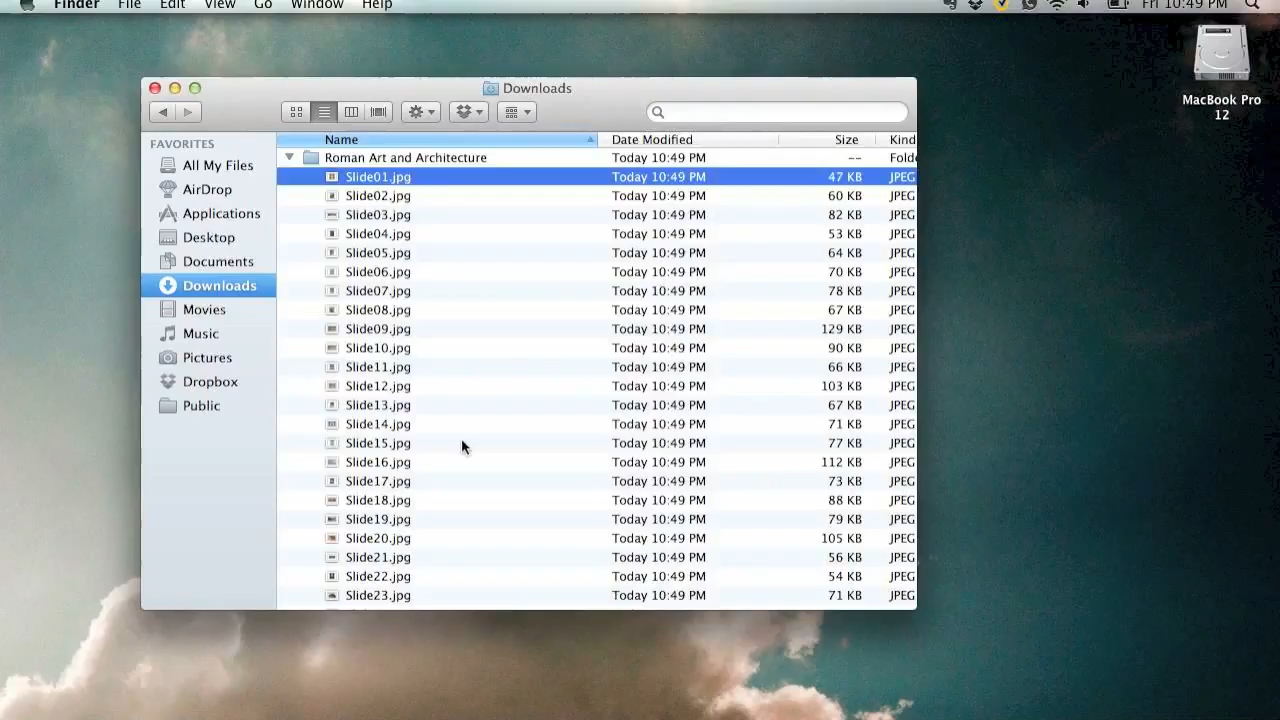 Finder File Edit View Go Window Help Fri 10:49 PM
MacBook Pro
12
Downloads
FAVORITES
All My Files
AirDrop
Applications
Desktop
Documents
Downloads
Movies
Music
Pictures
Dropbox
Public
Name Date Modified Size Kind
Roman Art and Architecture Today 10:49 PM -- Folde
Slide01.jpg Today 10:49 PM 47 KB JPEG
Slide02.jpg Today 10:49 PM 60 KB JPEG
Slide03.jpg Today 10:49 PM 82 KB JPEG
Slide04.jpg Today 10:49 PM 53 KB JPEG
Slide05.jpg Today 10:49 PM 64 KB JPEG
Slide06.jpg Today 10:49 PM 70 KB JPEG
Slide07.jpg Today 10:49 PM 78 KB JPEG
Slide08.jpg Today 10:49 PM 67 KB JPEG
Slide09.jpg Today 10:49 PM 129 KB JPEG
Slide10.jpg Today 10:49 PM 90 KB JPEG
Slide11.jpg Today 10:49 PM 66 KB JPEG
Slide12.jpg Today 10:49 PM 103 KB JPEG
Slide13.jpg Today 10:49 PM 67 KB JPEG
Slide14.jpg Today 10:49 PM 71 KB JPEG
Slide15.jpg Today 10:49 PM 77 KB JPEG
Slide16.jpg Today 10:49 PM 112 KB JPEG
Slide17.jpg Today 10:49 PM 73 KB JPEG
Slide18.jpg Today 10:49 PM 88 KB JPEG
Slide19.jpg Today 10:49 PM 79 KB JPEG
Slide20.jpg Today 10:49 PM 105 KB JPEG
Slide21.jpg Today 10:49 PM 56 KB JPEG
Slide22.jpg Today 10:49 PM 54 KB JPEG
Slide23.jpg Today 10:49 PM 71 KB JPEG